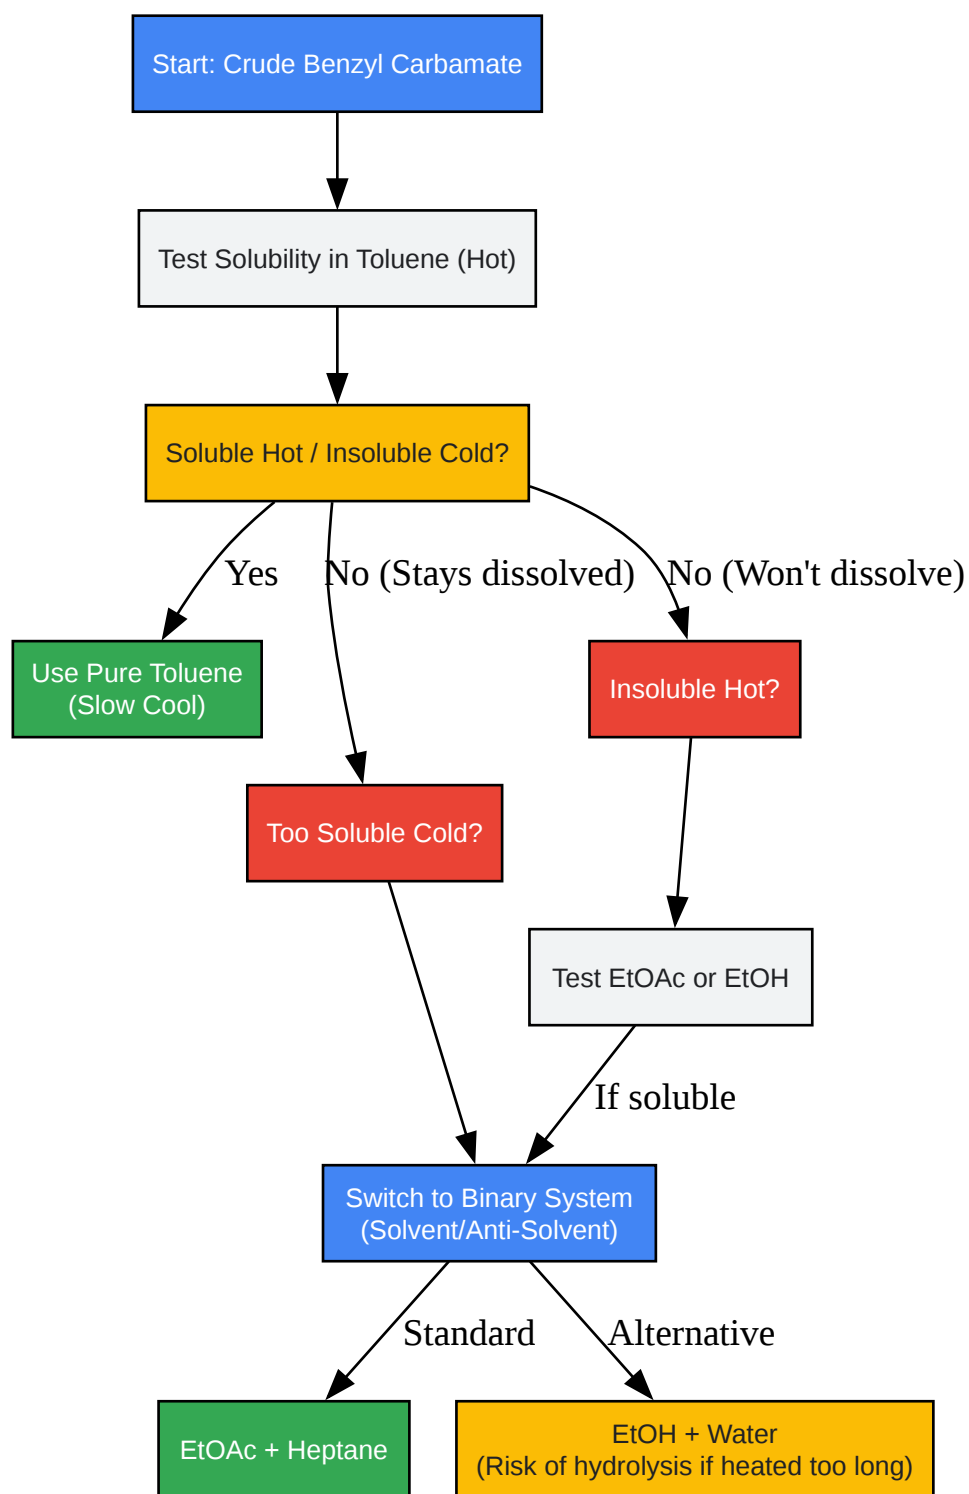 Start: Crude Benzyl Carbamate
Test Solubility in Toluene (Hot)
Soluble Hot / Insoluble Cold?
Yes
No (Stays dissolved)
No (Won't dissolve)
Use Pure Toluene
(Slow Cool)
Insoluble Hot?
Too Soluble Cold?
Test EtOAc or EtOH
If soluble
Switch to Binary System
(Solvent/Anti-Solvent)
Standard
Alternative
EtOAc + Heptane
EtOH + Water
(Risk of hydrolysis if heated too long)